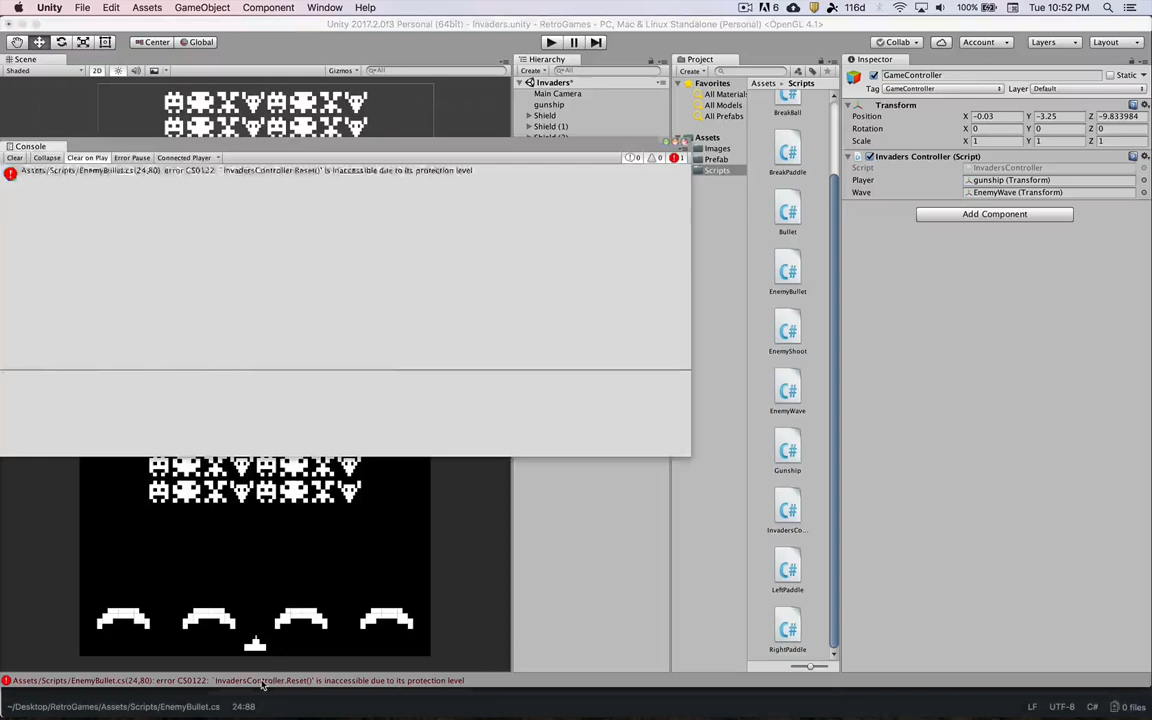 Unity File Edit Assets GameObject Component Window Help 6 116d 100% Tue 10:52 PM
Unity 2017.2.0f3 Personal (64bit) - Invaders.unity - RetroGames - PC, Mac & Linux Standalone (Personal) <OpenGL 4.1>
Center Global Collab Account Layers Layout
Scene Hierarchy Project Inspector
Shaded 2D Gizmos All Create All Create
GameController Static
Tag GameController Layer Default
Invaders*
Main Camera
gunship
Shield
Shield (1)
Favorites
All Materials
All Models
All Prefabs
Assets
Images
Prefab
Scripts
Assets Scripts
BreakBall
BreakPaddle
Bullet
EnemyBullet
EnemyShoot
EnemyWave
Gunship
InvadersCo...
LeftPaddle
RightPaddle
Transform
Position X -0.03 Y -3.25 Z -9.833984
Rotation X 0 Y 0 Z 0
Scale X 1 Y 1 Z 1
Invaders Controller (Script)
Script InvadersController
Player gunship (Transform)
Wave EnemyWave (Transform)
Add Component
Console
Clear Collapse Clear on Play Error Pause Connected Player 0 0 1
Assets/Scripts/EnemyBullet.cs(24,80): error CS0122: `InvadersController.Reset()' is inaccessible due to its protection level
Assets/Scripts/EnemyBullet.cs(24,80): error CS0122: `InvadersController.Reset()' is inaccessible due to its protection level
~/Desktop/RetroGames/Assets/Scripts/EnemyBullet.cs 24:88 LF UTF-8 C# 0 files